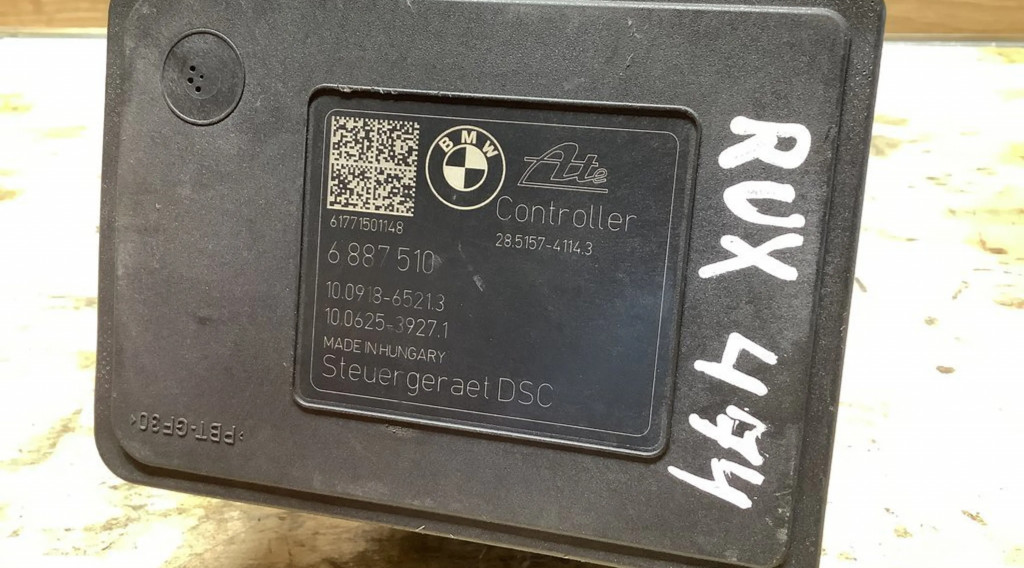 BMW
Ate
Controller
61771501148
28.5157-4114.3
6 887 510
10.0918-6521.3
10.0625-3927.1
MADE IN HUNGARY
Steuergeraet DSC
RUX 494
>PBT-GF30<